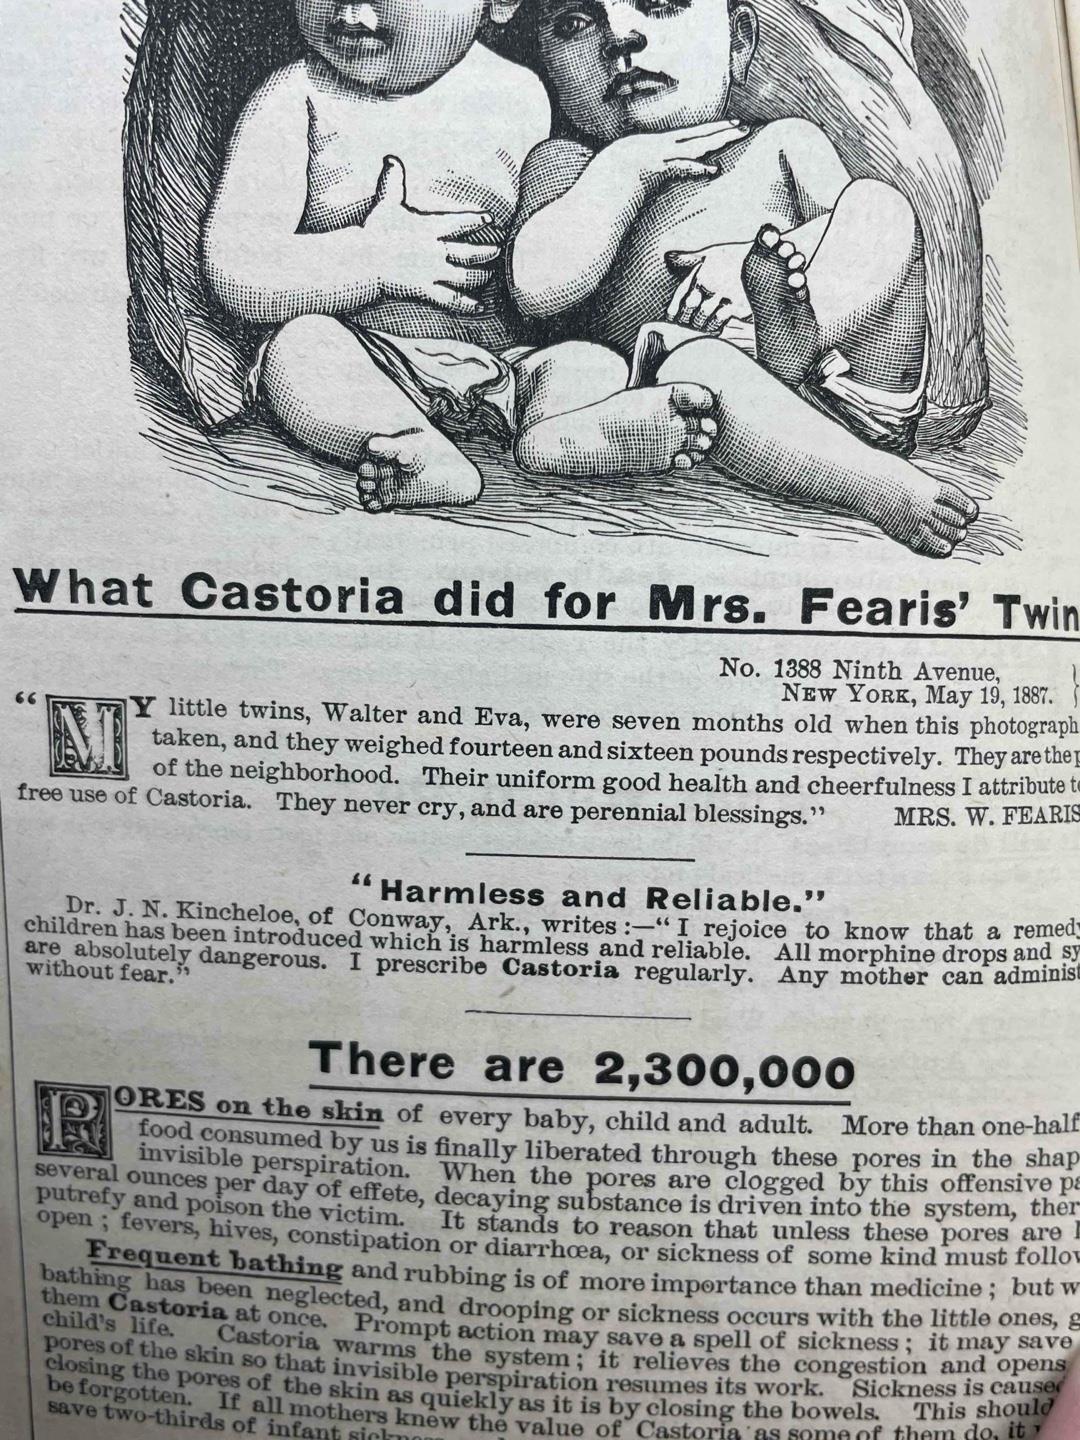 What Castoria did for Mrs. Fearis' Twin
No. 1388 Ninth Avenue,
NEW YORK, May 19, 1887.
"MY little twins, Walter and Eva, were seven months old when this photograph
taken, and they weighed fourteen and sixteen pounds respectively. They are the
of the neighborhood. Their uniform good health and cheerfulness I attribute
free use of Castoria. They never cry, and are perennial blessings." MRS. W. FEARIS
"Harmless and Reliable."
Dr. J. N. Kincheloe, of Conway, Ark., writes:—"I rejoice to know that a remedy
children has been introduced which is harmless and reliable. All morphine drops and sy
are absolutely dangerous. I prescribe Castoria regularly. Any mother can administ
without fear."
There are 2,300,000
PORES on the skin of every baby, child and adult. More than one-half
food consumed by us is finally liberated through these pores in the shap
invisible perspiration. When the pores are clogged by this offensive pa
several ounces per day of effete, decaying substance is driven into the system, ther
putrefy and poison the victim. It stands to reason that unless these pores are
open; fevers, hives, constipation or diarrhœa, or sickness of some kind must follow
Frequent bathing and rubbing is of more importance than medicine; but w
bathing has been neglected, and drooping or sickness occurs with the little ones, g
them Castoria at once. Prompt action may save a spell of sickness; it may save
child's life. Castoria warms the system; it relieves the congestion and opens
pores of the skin so that invisible perspiration resumes its work. Sickness is caused
closing the pores of the skin as quickly as it is by closing the bowels. This should
be forgotten. If all mothers knew the value of Castoria as some of them do, it
save two-thirds of infant